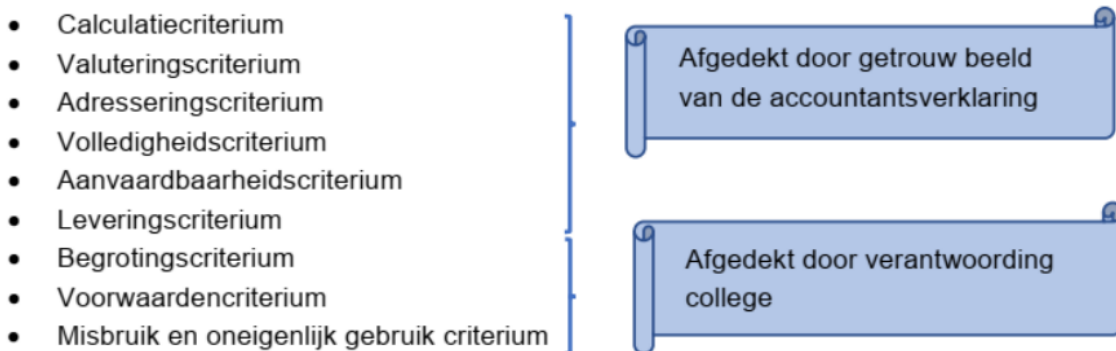 • Calculatiecriterium
• Valuteringscriterium
• Adresseringscriterium
• Volledigheidscriterium
• Aanvaardbaarheidscriterium
• Leveringscriterium
• Begrotingscriterium
• Voorwaardencriterium
• Misbruik en oneigenlijk gebruik criterium
Afgedekt door getrouw beeld
van de accountantsverklaring
Afgedekt door verantwoording
college